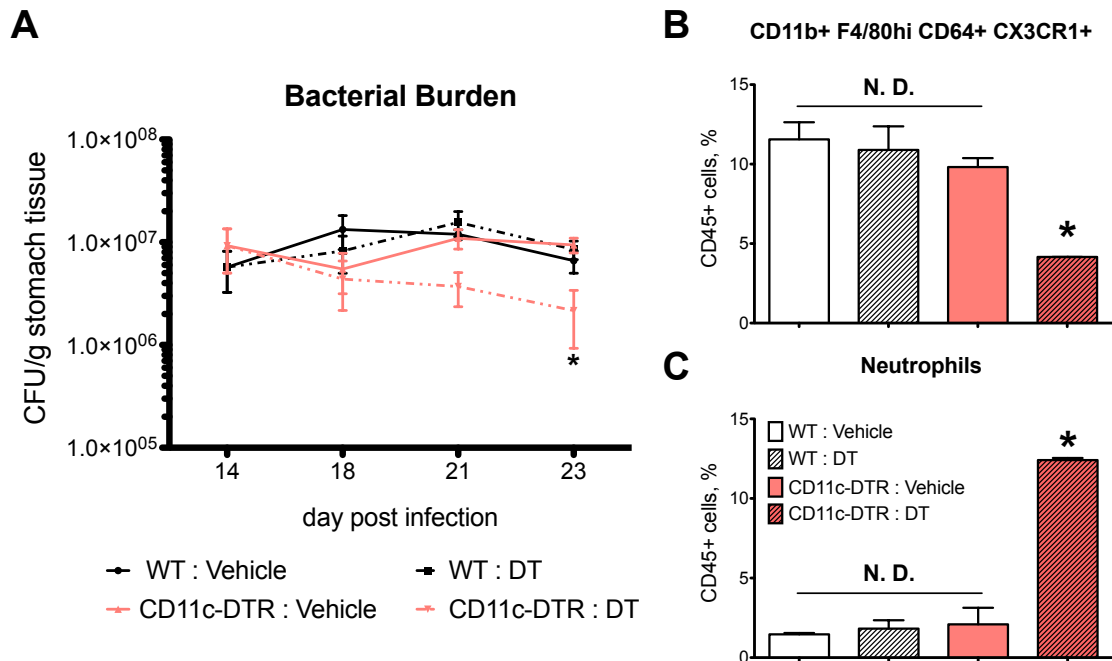 A
Bacterial Burden
CFU/g stomach tissue
1.0×10⁰⁸
1.0×10⁰⁷
1.0×10⁰⁶
1.0×10⁰⁵
14 18 21 23
*
day post infection
WT : Vehicle WT : DT
CD11c-DTR : Vehicle CD11c-DTR : DT
B
CD11b+ F4/80hi CD64+ CX3CR1+
CD45+ cells, %
15
10
5
0
N. D.
*
C
Neutrophils
CD45+ cells, %
15
10
5
0
WT : Vehicle
WT : DT
CD11c-DTR : Vehicle
CD11c-DTR : DT
N. D.
*